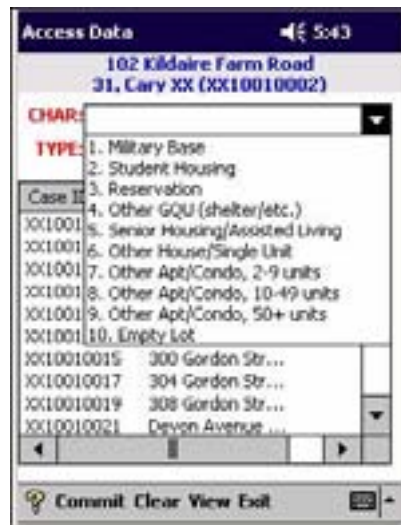 Access Data 5:43
102 Kildaire Farm Road
31, Cary XX (XX10010002)
CHAR:
TYPE:
1. Military Base
2. Student Housing
3. Reservation
4. Other GQU (shelter/etc.)
5. Senior Housing/Assisted Living
6. Other House/Single Unit
7. Other Apt/Condo, 2-9 units
8. Other Apt/Condo, 10-49 units
9. Other Apt/Condo, 50+ units
10. Empty Lot
Case I
XX1001
XX1001
XX1001
XX1001
XX1001
XX1001
XX10010015 300 Gordon Str...
XX10010017 304 Gordon Str...
XX10010019 308 Gordon Str...
XX10010021 Devon Avenue ...
Commit Clear View Exit